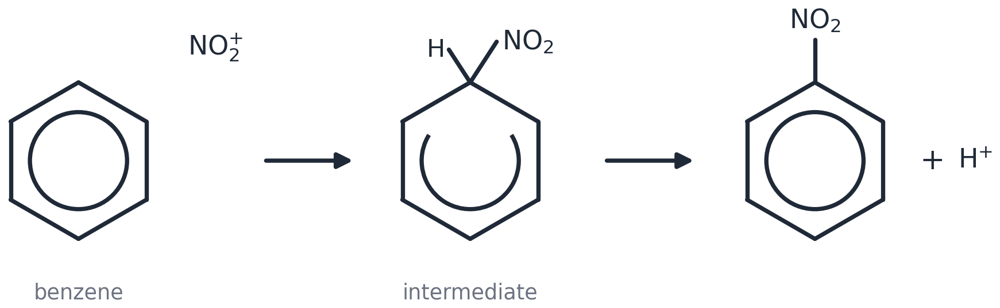 NO₂⁺
H NO₂
NO₂
+ H⁺
benzene
intermediate